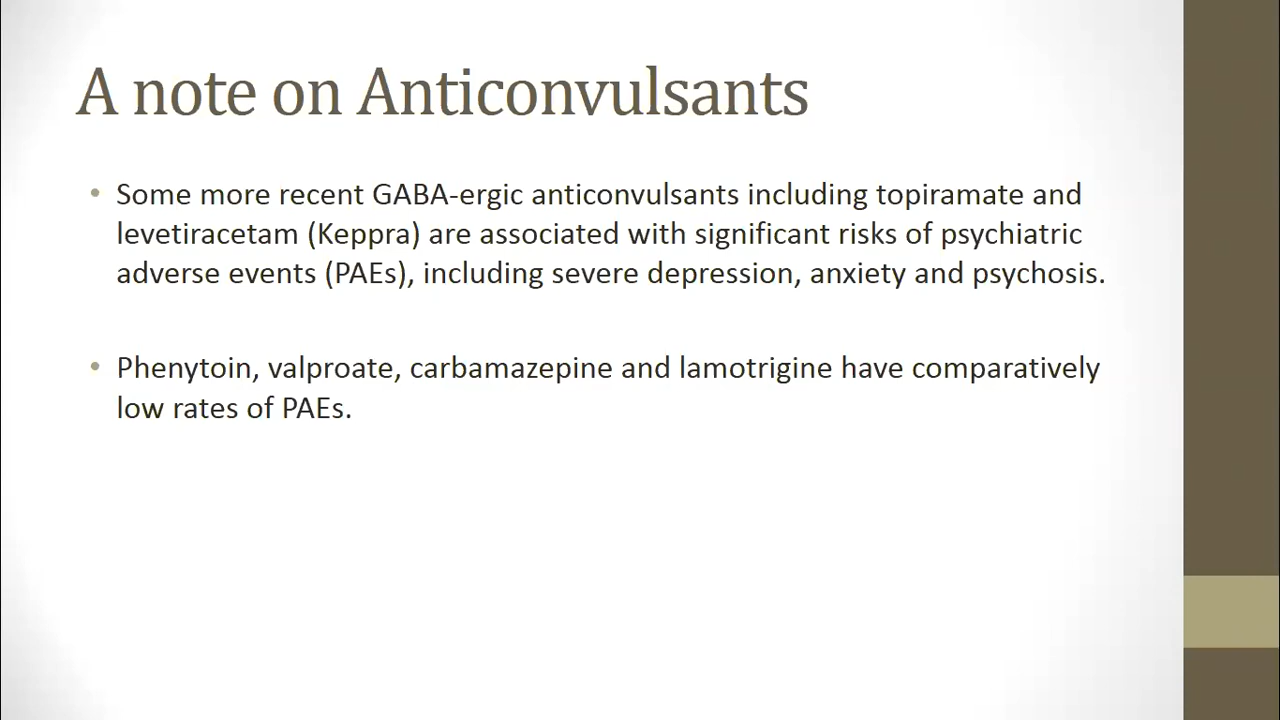 A note on Anticonvulsants
• Some more recent GABA-ergic anticonvulsants including topiramate and
levetiracetam (Keppra) are associated with significant risks of psychiatric
adverse events (PAEs), including severe depression, anxiety and psychosis.
• Phenytoin, valproate, carbamazepine and lamotrigine have comparatively
low rates of PAEs.